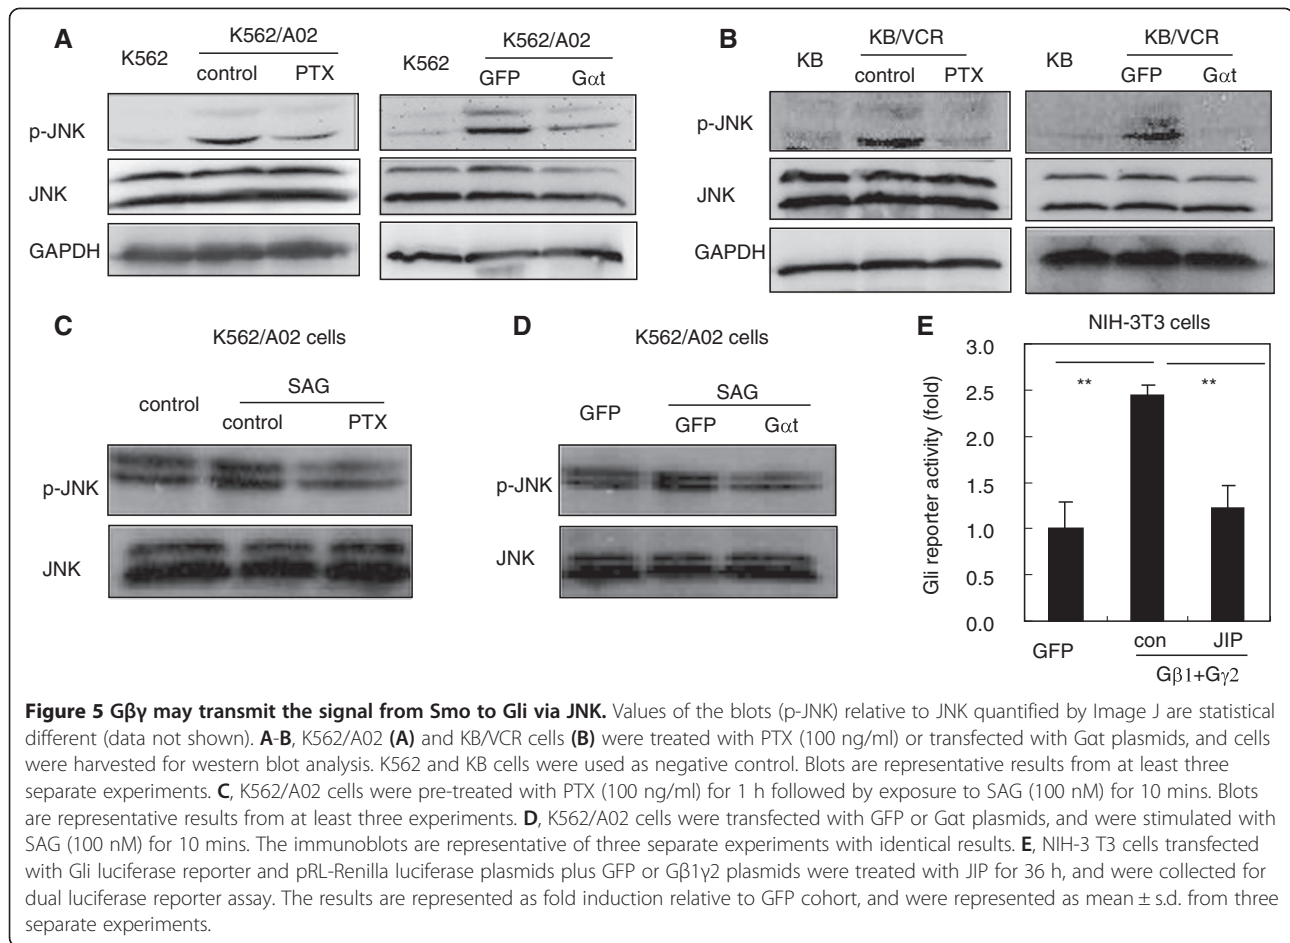 A
K562
K562/A02
control PTX
K562
K562/A02
GFP Gαt
p-JNK
JNK
GAPDH
B
KB
KB/VCR
control PTX
KB
KB/VCR
GFP Gαt
p-JNK
JNK
GAPDH
C
K562/A02 cells
control
SAG
control PTX
p-JNK
JNK
D
K562/A02 cells
GFP
SAG
GFP Gαt
p-JNK
JNK
E
NIH-3T3 cells
Gli reporter activity (fold)
3.0
2.5
2.0
1.5
1.0
0.5
0.0
** **
GFP con JIP
Gβ1+Gγ2
Figure 5 Gβγ may transmit the signal from Smo to Gli via JNK. Values of the blots (p-JNK) relative to JNK quantified by Image J are statistical
different (data not shown). A-B, K562/A02 (A) and KB/VCR cells (B) were treated with PTX (100 ng/ml) or transfected with Gαt plasmids, and cells
were harvested for western blot analysis. K562 and KB cells were used as negative control. Blots are representative results from at least three
separate experiments. C, K562/A02 cells were pre-treated with PTX (100 ng/ml) for 1 h followed by exposure to SAG (100 nM) for 10 mins. Blots
are representative results from at least three experiments. D, K562/A02 cells were transfected with GFP or Gαt plasmids, and were stimulated with
SAG (100 nM) for 10 mins. The immunoblots are representative of three separate experiments with identical results. E, NIH-3 T3 cells transfected
with Gli luciferase reporter and pRL-Renilla luciferase plasmids plus GFP or Gβ1γ2 plasmids were treated with JIP for 36 h, and were collected for
dual luciferase reporter assay. The results are represented as fold induction relative to GFP cohort, and were represented as mean ± s.d. from three
separate experiments.